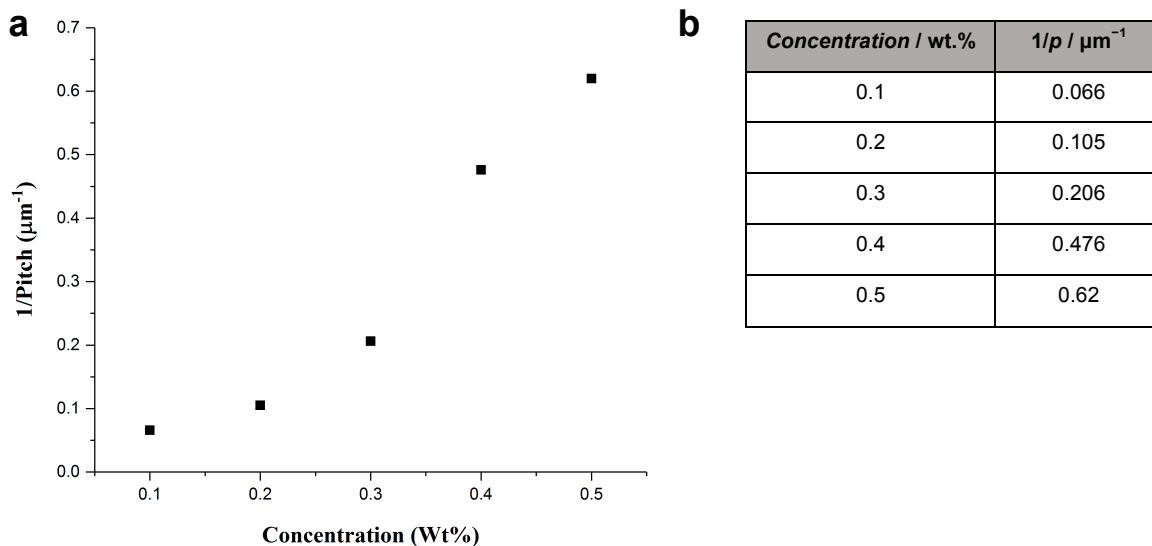 a
0.7
0.6
0.5
0.4
0.3
0.2
0.1
0.0
0.1 0.2 0.3 0.4 0.5
1/Pitch (µm⁻¹)
Concentration (Wt%)
b
Concentration / wt.% 1/p / µm⁻¹
0.1 0.066
0.2 0.105
0.3 0.206
0.4 0.476
0.5 0.62